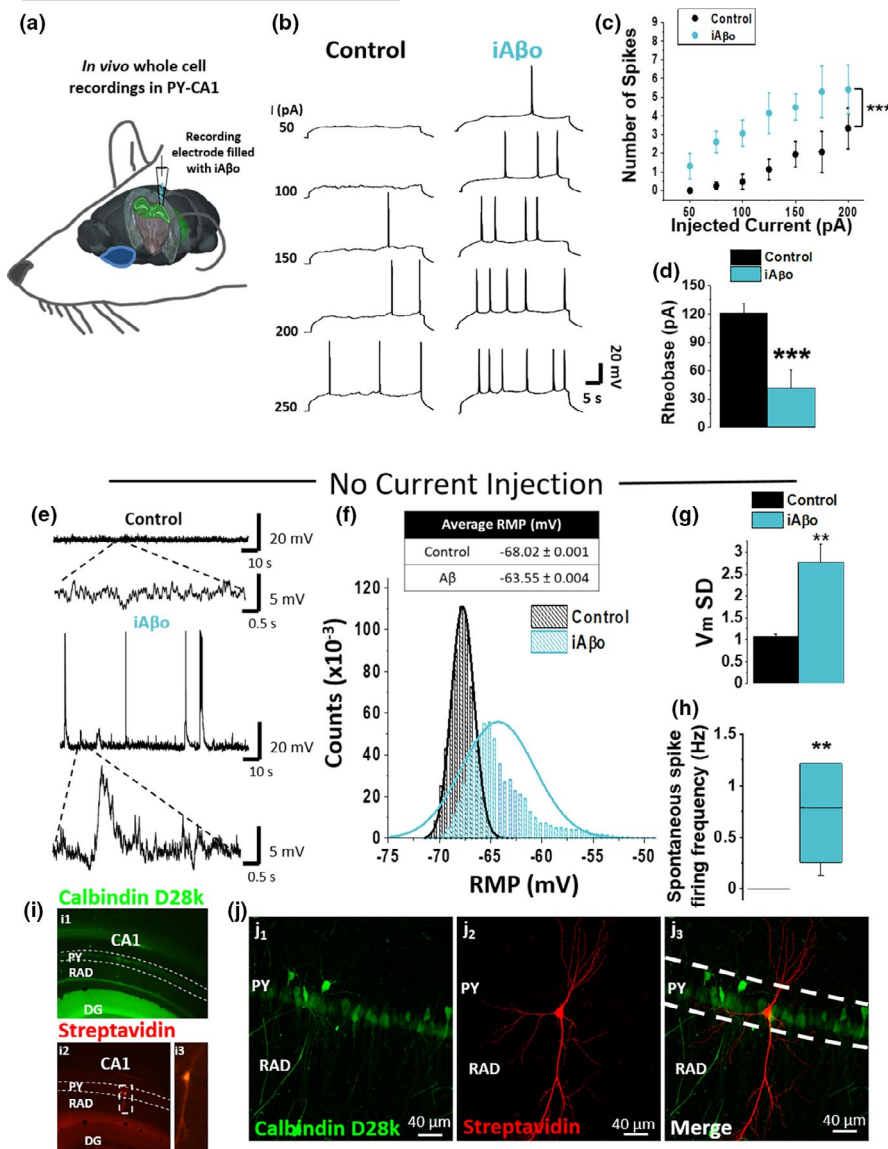 (a)
In vivo whole cell
recordings in PY-CA1
Recording
electrode filled
with iAβo
(b)
Control
iAβo
I (pA)
50
100
150
200
250
20 mV
5 s
(c)
Control
iAβo
Number of Spikes
9
8
7
6
5
4
3
2
1
0
***
50
100
150
200
Injected Current (pA)
(d)
Control
iAβo
Rheobase (pA)
150
120
90
60
30
0
***
No Current Injection
(e)
Control
20 mV
10 s
5 mV
0.5 s
iAβo
20 mV
10 s
5 mV
0.5 s
(f)
Average RMP (mV)
Control -68.02 ± 0.001
Aβ -63.55 ± 0.004
Control
iAβo
Counts (x10-3)
120
100
80
60
40
20
0
-75
-70
-65
-60
-55
-50
RMP (mV)
(g)
Control
iAβo
**
Vm SD
3
2.5
2
1.5
1
0.5
0
(h)
**
Spontaneous spike
firing frequency (Hz)
1.5
1
0.5
0
(i)
Calbindin D28k
i1
CA1
PY
RAD
DG
Streptavidin
i2
i3
CA1
PY
RAD
DG
(j)
j1
PY
RAD
40 µm
Calbindin D28k
j2
PY
RAD
40 µm
Streptavidin
j3
PY
RAD
40 µm
Merge